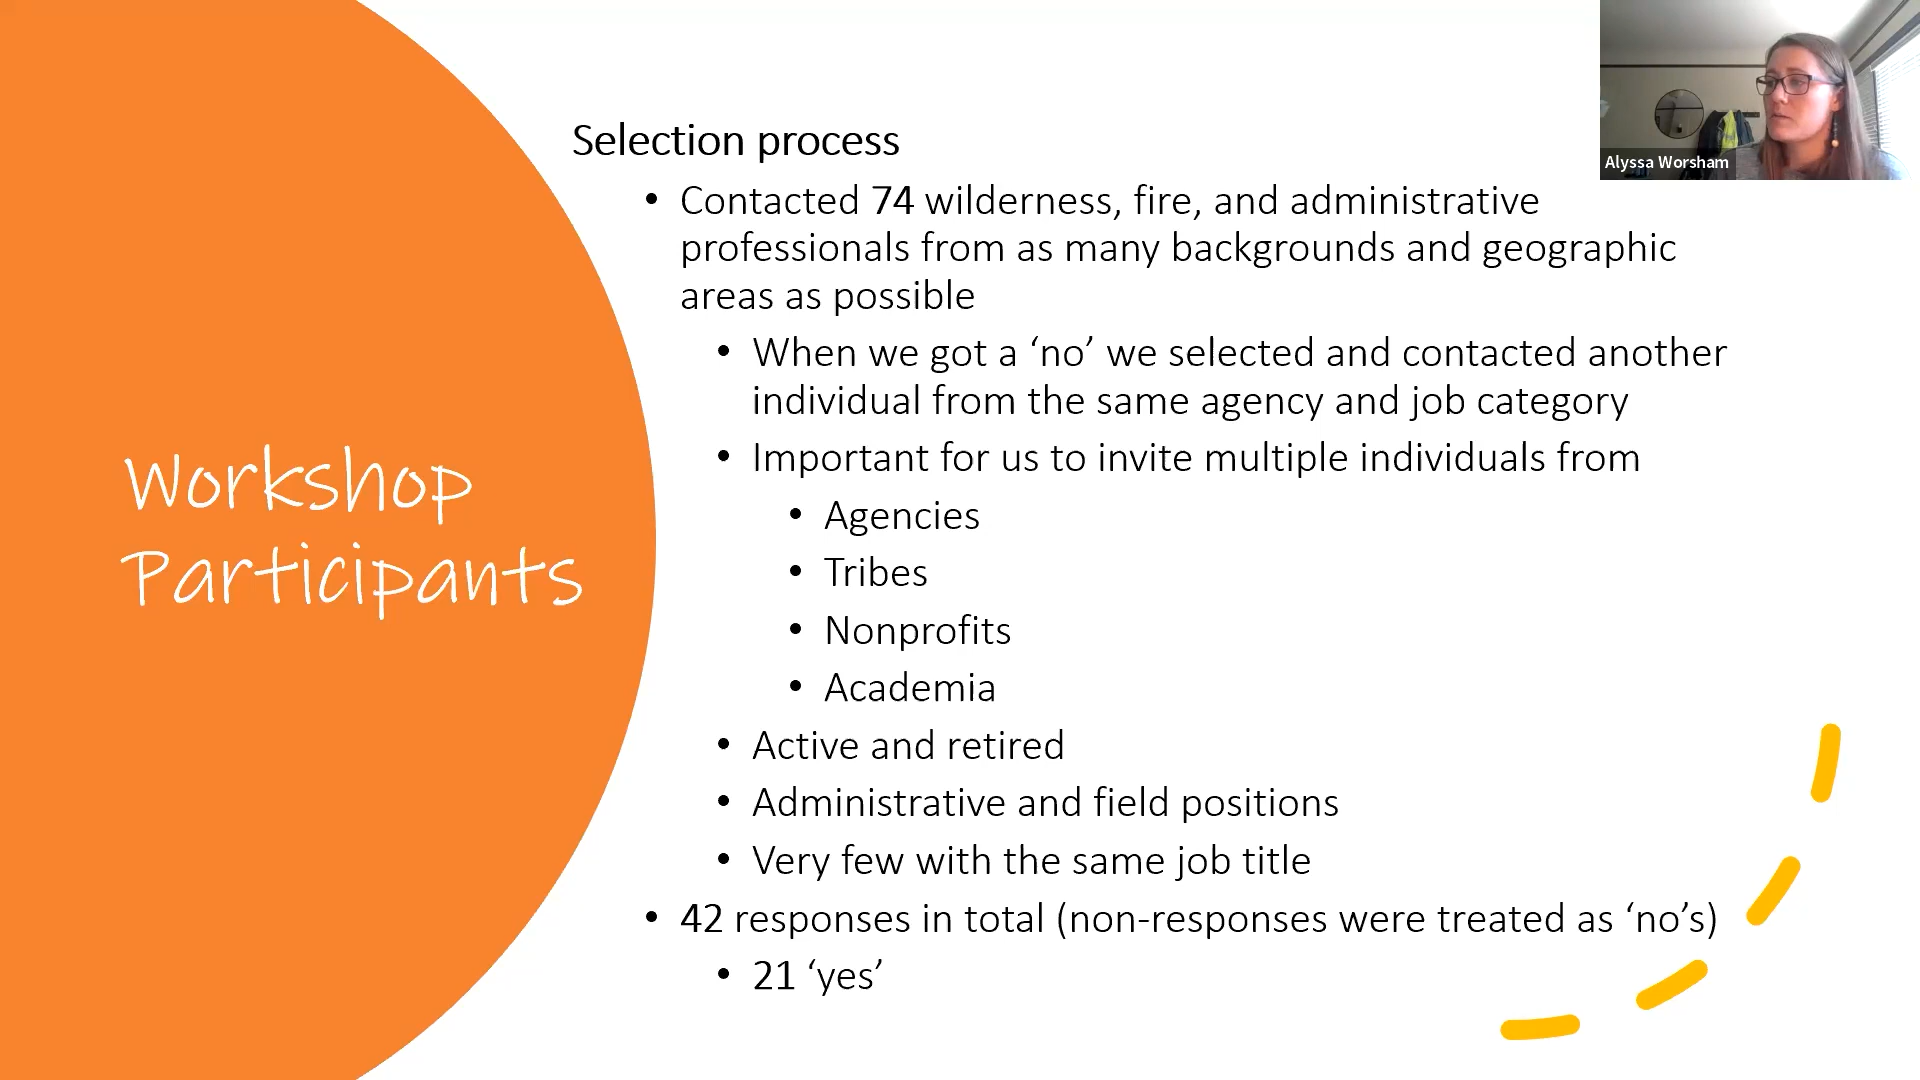 Alyssa Worsham
Workshop
Participants
Selection process
• Contacted 74 wilderness, fire, and administrative
professionals from as many backgrounds and geographic
areas as possible
• When we got a ‘no’ we selected and contacted another
individual from the same agency and job category
• Important for us to invite multiple individuals from
• Agencies
• Tribes
• Nonprofits
• Academia
• Active and retired
• Administrative and field positions
• Very few with the same job title
• 42 responses in total (non-responses were treated as ‘no’s)
• 21 ‘yes’